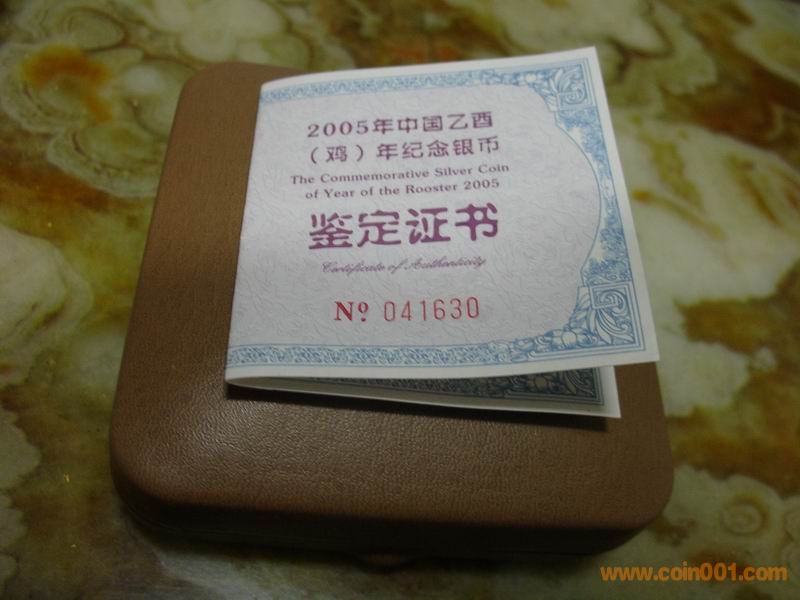 2005年中国乙酉
（鸡）年纪念银币
The Commemorative Silver Coin
of Year of the Rooster 2005
鉴定证书
Certificate of Authenticity
Nº 041630
www.coin001.com